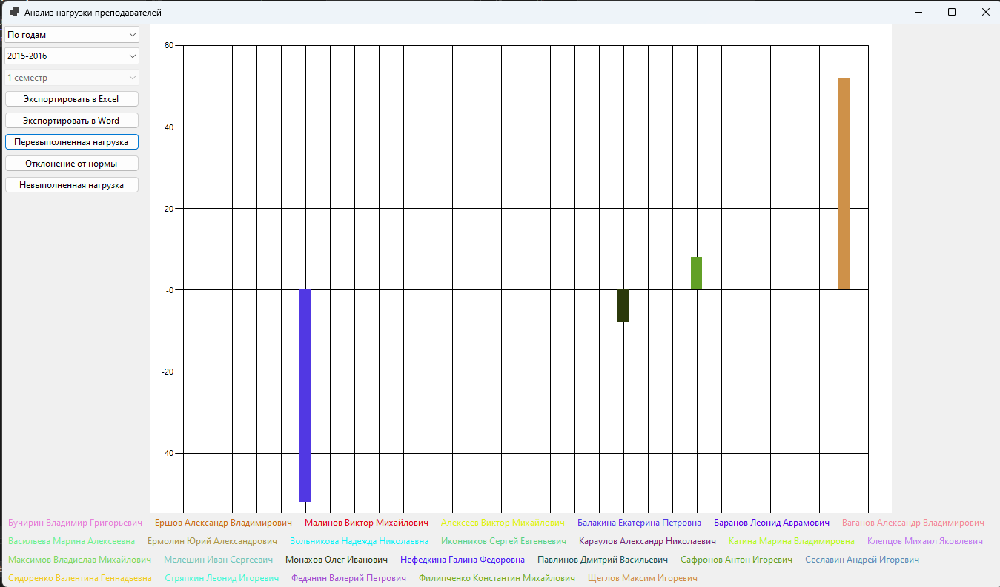 Анализ нагрузки преподавателей
По годам
2015-2016
1 семестр
Экспортировать в Excel
Экспортировать в Word
Перевыполненная нагрузка
Отклонение от нормы
Невыполненная нагрузка
60
40
20
-0
-20
-40
Бучирин Владимир Григорьевич Ершов Александр Владимирович Малинов Виктор Михайлович Алексеев Виктор Михайлович Балакина Екатерина Петровна Баранов Леонид Аврамович Ваганов Александр Владимирович
Васильева Марина Алексеевна Ермолин Юрий Александрович Зольникова Надежда Николаевна Иконников Сергей Евгеньевич Караулов Александр Николаевич Катина Марина Владимировна Клепцов Михаил Яковлевич
Максимов Владислав Михайлович Мелёшин Иван Сергеевич Монахов Олег Иванович Нефедкина Галина Фёдоровна Павлинов Дмитрий Васильевич Сафронов Антон Игоревич Сеславин Андрей Игоревич
Сидоренко Валентина Геннадьевна Стряпкин Леонид Игоревич Федянин Валерий Петрович Филипченко Константин Михайлович Щеглов Максим Игоревич